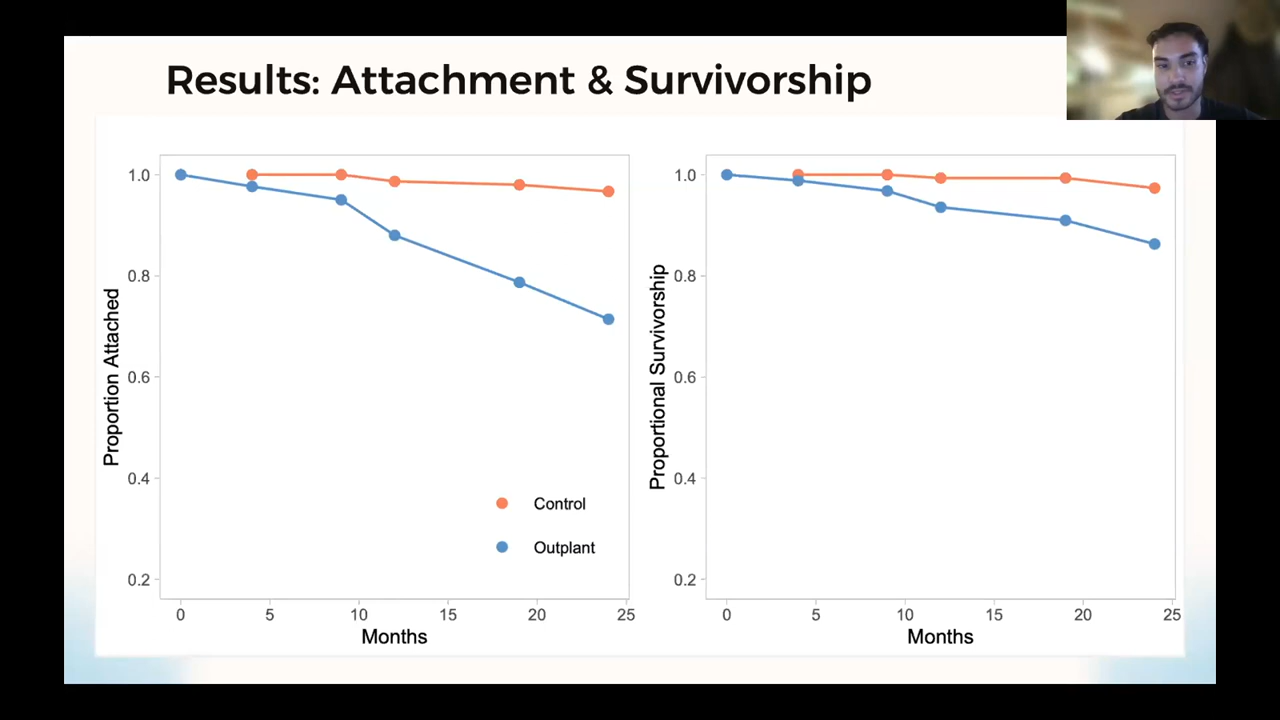 Results: Attachment & Survivorship
Proportion Attached
1.0
0.8
0.6
0.4
0.2
0 5 10 15 20 25
Months
Control
Outplant
Proportional Survivorship
1.0
0.8
0.6
0.4
0.2
0 5 10 15 20 25
Months